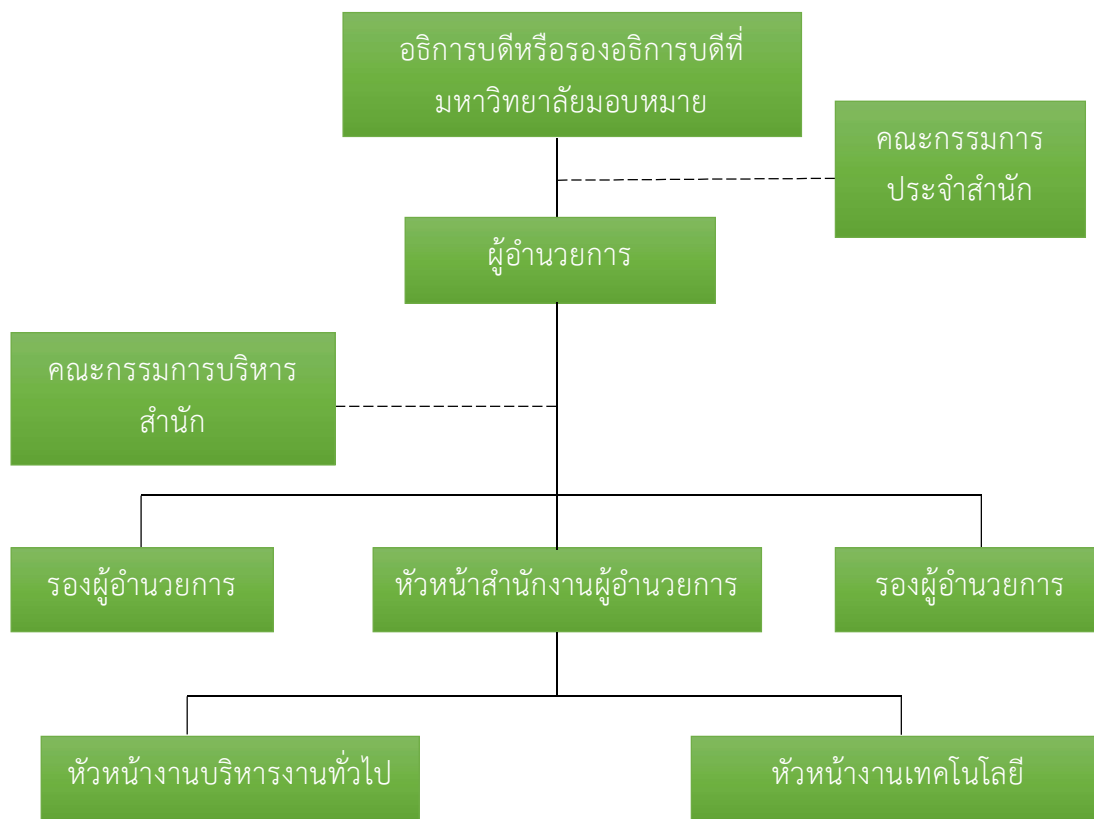 อธิการบดีหรือรองอธิการบดีที่
มหาวิทยาลัยมอบหมาย
คณะกรรมการ
ประจำสำนัก
ผู้อำนวยการ
คณะกรรมการบริหาร
สำนัก
รองผู้อำนวยการ
หัวหน้าสำนักงานผู้อำนวยการ
รองผู้อำนวยการ
หัวหน้างานบริหารงานทั่วไป
หัวหน้างานเทคโนโลยี